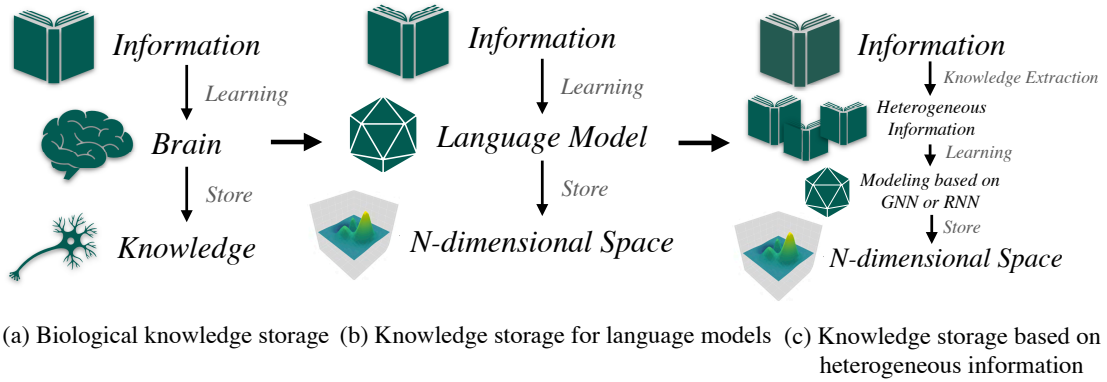 Information
Learning
Brain
Store
Knowledge
(a) Biological knowledge storage
Information
Learning
Language Model
Store
N-dimensional Space
(b) Knowledge storage for language models
Information
Knowledge Extraction
Heterogeneous
Information
Learning
Modeling based on
GNN or RNN
Store
N-dimensional Space
(c) Knowledge storage based on
heterogeneous information